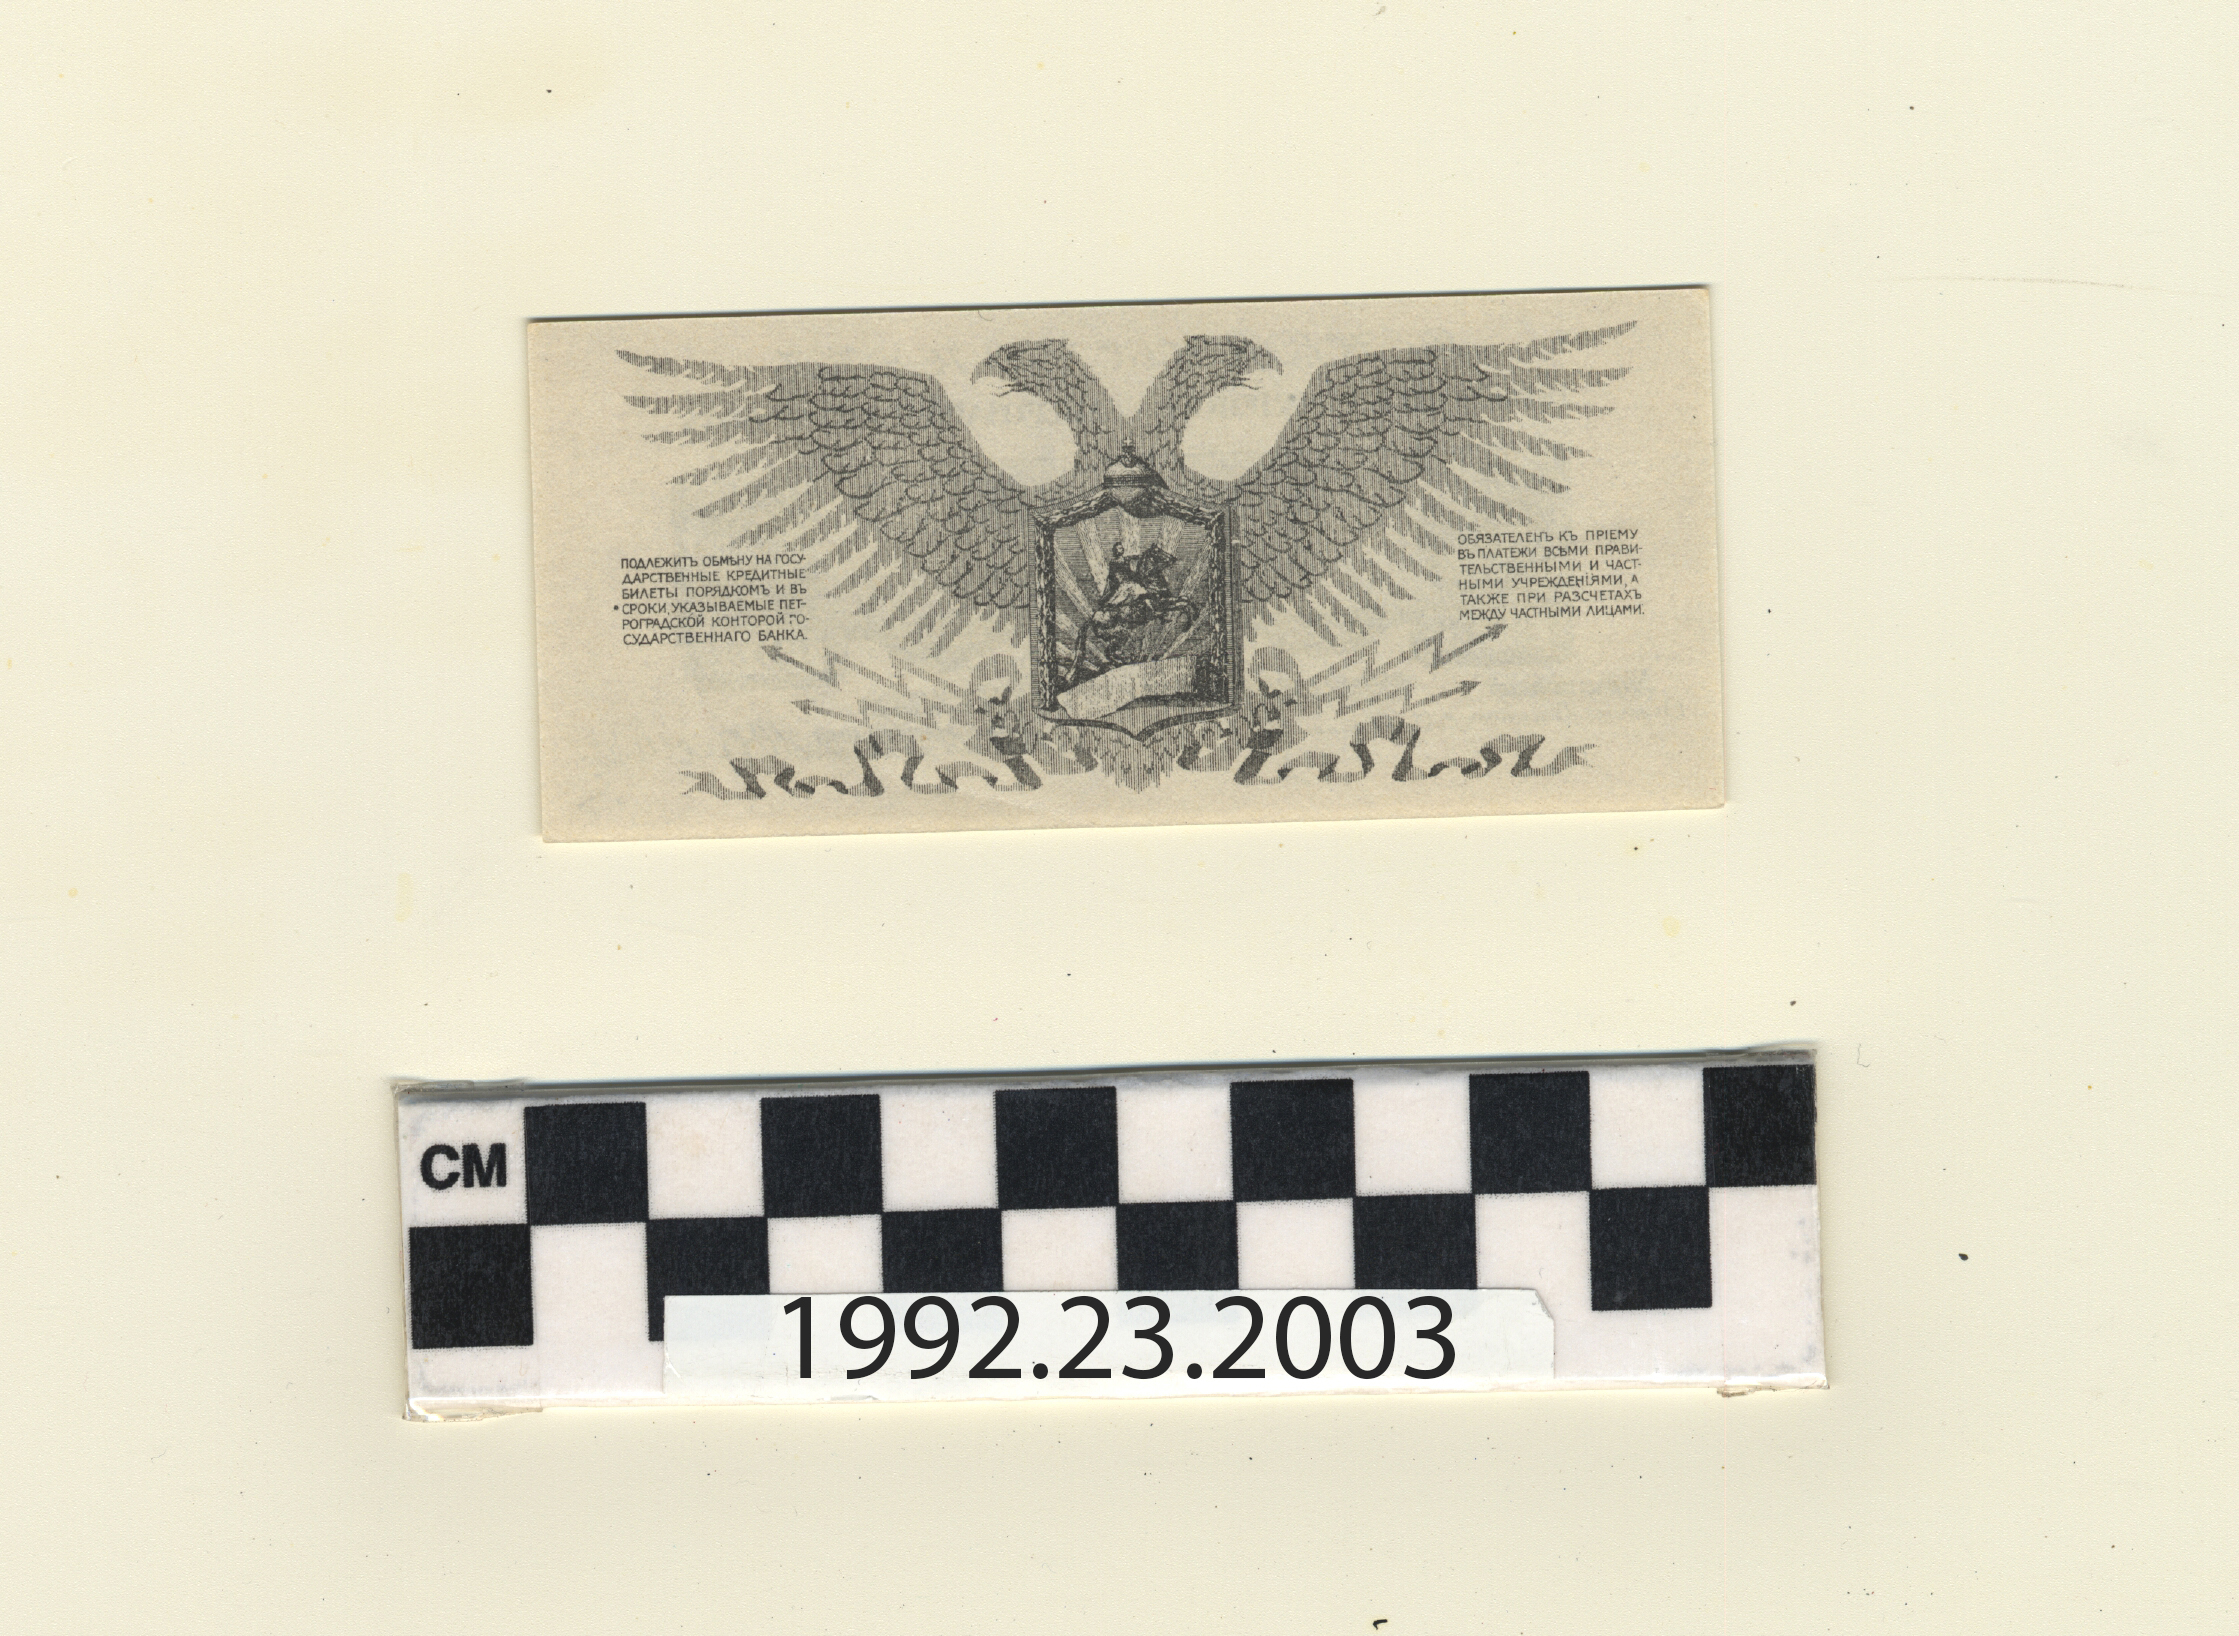 ПОДЛЕЖИТЪ ОБМѢНУ НА ГОСУ-
ДАРСТВЕННЫЕ КРЕДИТНЫЕ
БИЛЕТЫ ПОРЯДКОМЪ И ВЪ
СРОКИ, УКАЗЫВАЕМЫЕ ПЕТ-
РОГРАДСКОЙ КОНТОРОЙ ГО-
СУДАРСТВЕННАГО БАНКА.
ОБЯЗАТЕЛЕНЪ КЪ ПРІЕМУ
ВЪ ПЛАТЕЖИ ВСѢМИ ПРАВИ-
ТЕЛЬСТВЕННЫМИ И ЧАСТ-
НЫМИ УЧРЕЖДЕНІЯМИ, А
ТАКЖЕ ПРИ РАЗСЧЕТАХЪ
МЕЖДУ ЧАСТНЫМИ ЛИЦАМИ.
CM
1992.23.2003